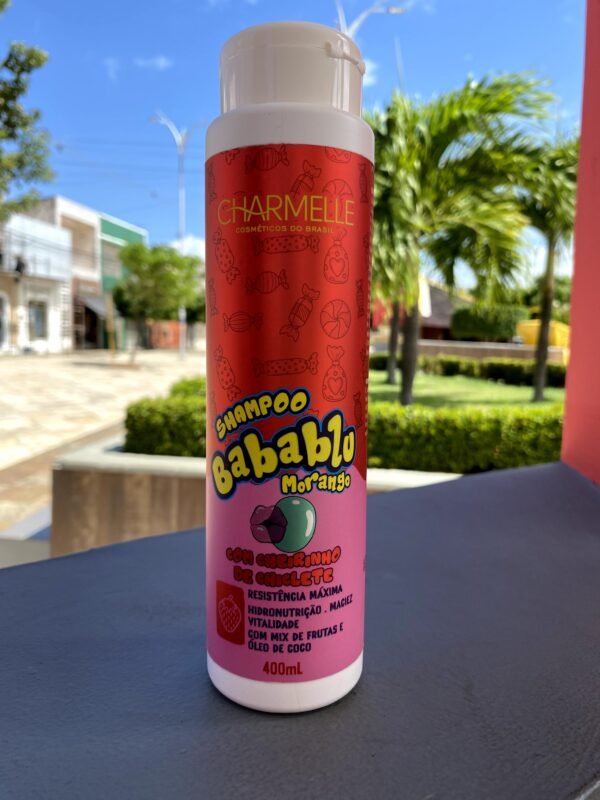 CHARMELLE
COSMÉTICOS DO BRASIL
SHAMPOO
Babablu
Morango
COM CHEIRINHO
DE CHICLETE
RESISTÊNCIA MÁXIMA
HIDRONUTRIÇÃO . MACIEZ
VITALIDADE
COM MIX DE FRUTAS E
ÓLEO DE COCO
400mL